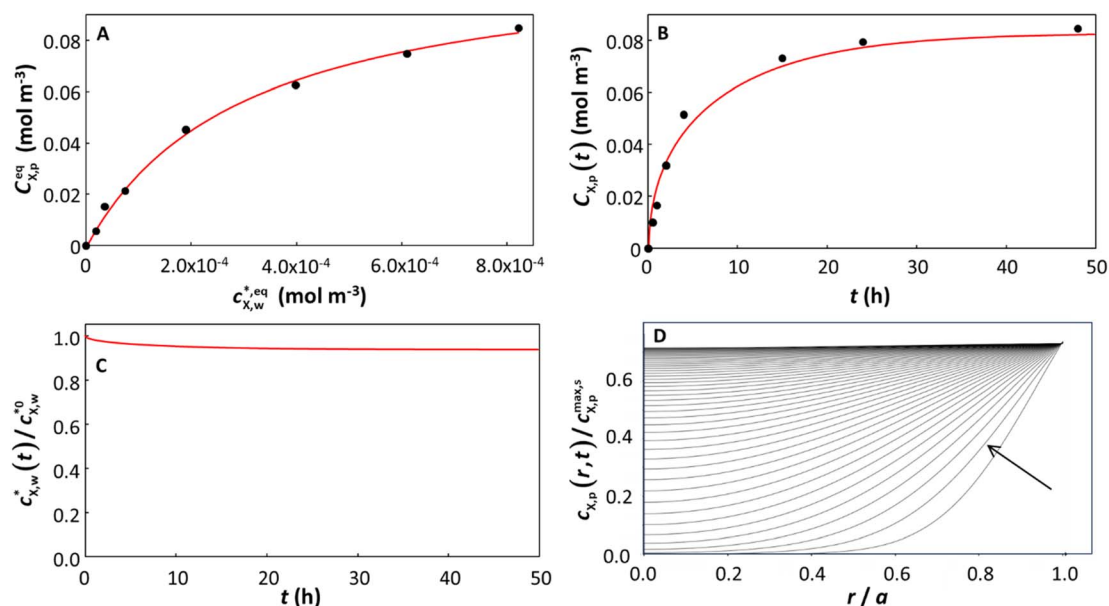 A
C^eq_X,p (mol m⁻³)
0.08
0.06
0.04
0.02
0
0
2.0x10⁻⁴
4.0x10⁻⁴
6.0x10⁻⁴
8.0x10⁻⁴
c^*,eq_X,w (mol m⁻³)
B
C_X,p(t) (mol m⁻³)
0.08
0.06
0.04
0.02
0.0
0
10
20
30
40
50
t (h)
C
c^*_X,w(t)/c^*0_X,w
1.0
0.8
0.6
0.4
0.2
0.0
0
10
20
30
40
50
t (h)
D
c_X,p(r,t)/c^max,s_X,p
0.6
0.4
0.2
0.0
0.0
0.2
0.4
0.6
0.8
1.0
r / a